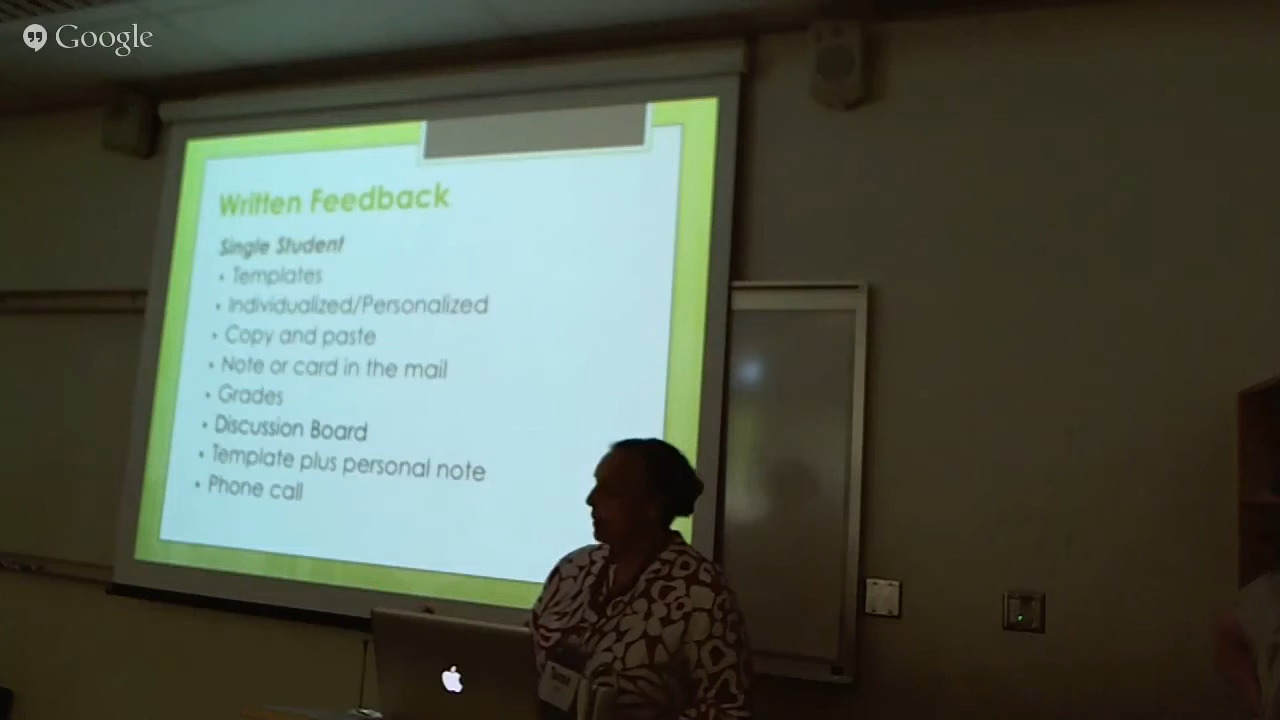 Google
Written Feedback
Single Student
• Templates
• Individualized/Personalized
• Copy and paste
• Note or card in the mail
• Grades
• Discussion Board
• Template plus personal note
• Phone call